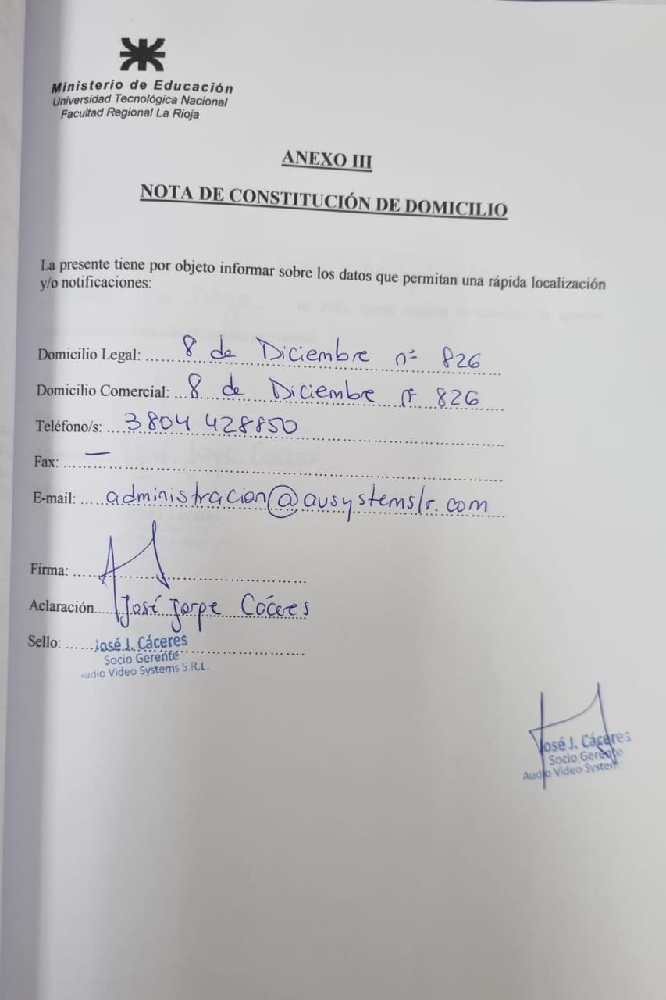 Ministerio de Educación
Universidad Tecnológica Nacional
Facultad Regional La Rioja
ANEXO III
NOTA DE CONSTITUCIÓN DE DOMICILIO
La presente tiene por objeto informar sobre los datos que permitan una rápida localización
y/o notificaciones:
Domicilio Legal: 8 de Diciembre nº 826
Domicilio Comercial: 8 de Diciembre nº 826
Teléfono/s: 3804 428850
Fax: —
E-mail: administracion@avsystemslr.com
Firma:
Aclaración José Jorge Cáceres
Sello: José J. Cáceres
Socio Gerente
Audio Video Systems S.R.L.
José J. Cáceres
Socio Gerente
Audio Video System